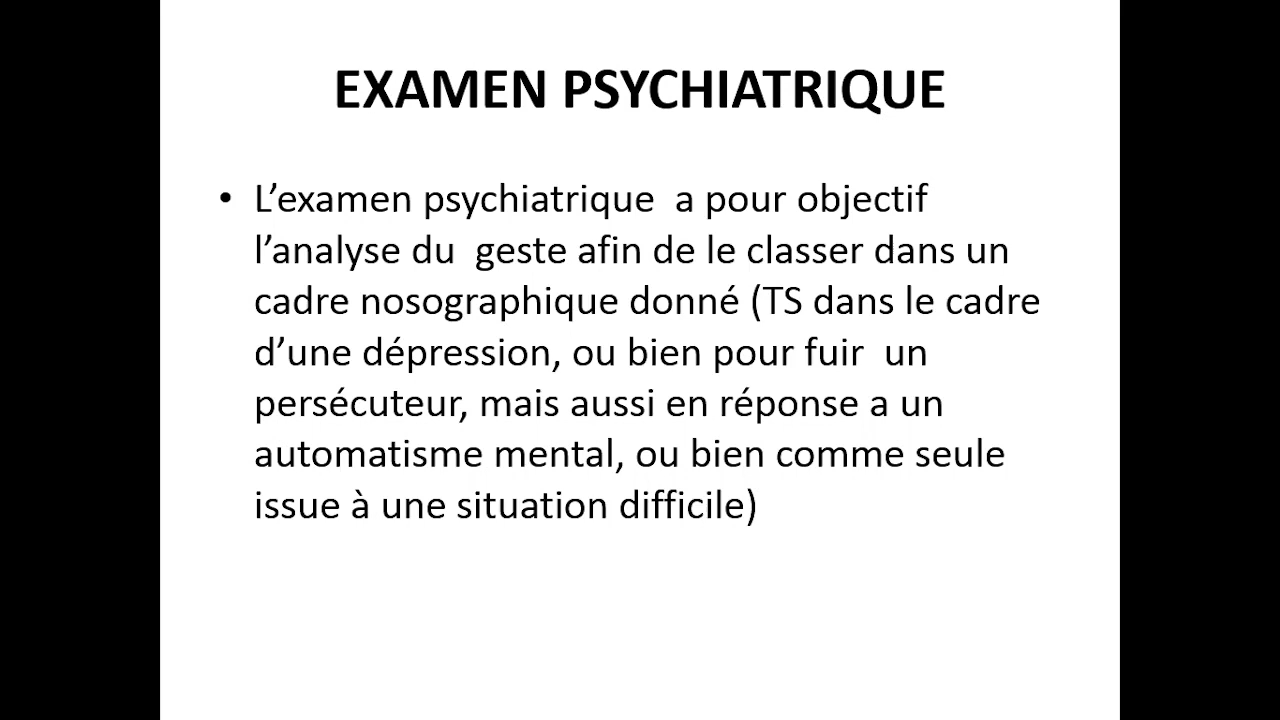 EXAMEN PSYCHIATRIQUE
• L’examen psychiatrique  a pour objectif
l’analyse du  geste afin de le classer dans un
cadre nosographique donné (TS dans le cadre
d’une dépression, ou bien pour fuir  un
persécuteur, mais aussi en réponse a un
automatisme mental, ou bien comme seule
issue à une situation difficile)